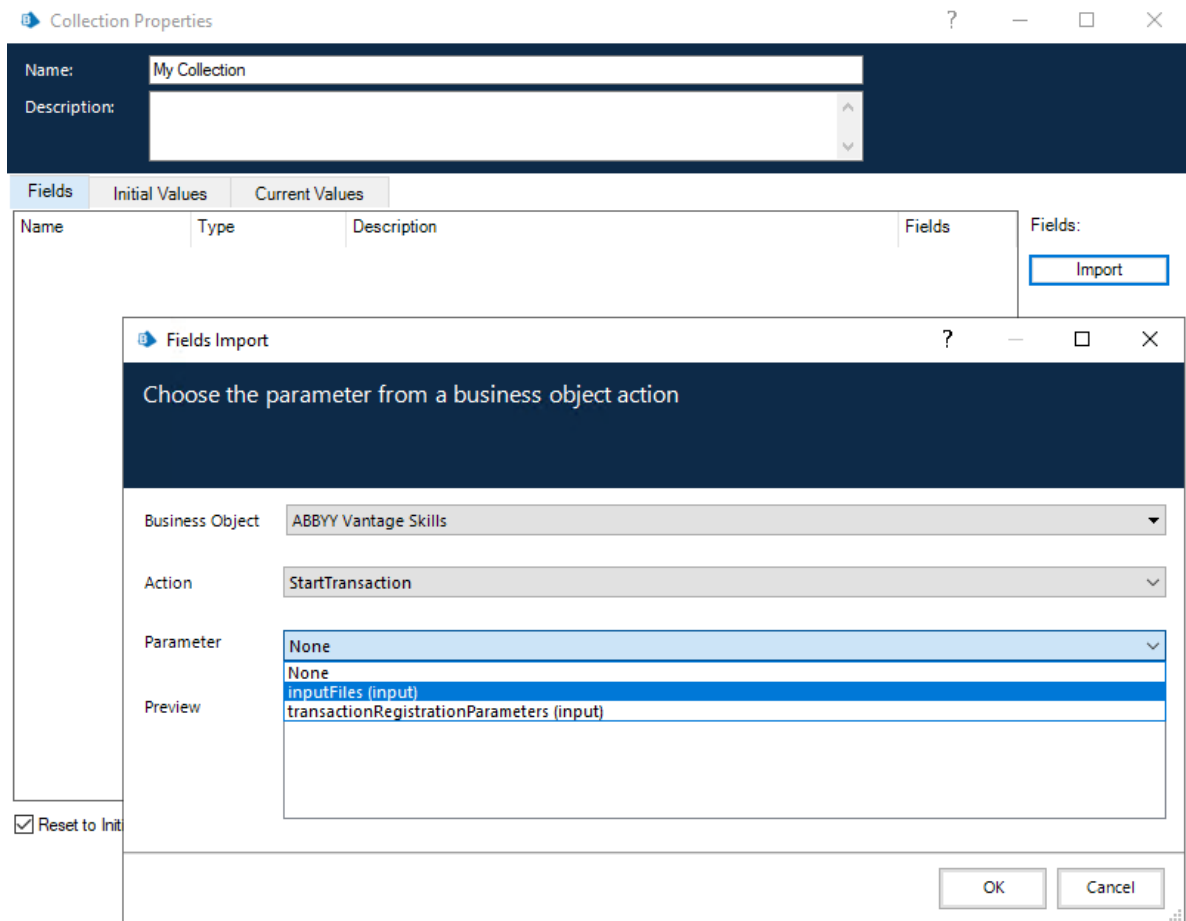 Collection Properties
?
Name:
My Collection
Description:
Fields
Initial Values
Current Values
Name
Type
Description
Fields
Fields:
Import
Fields Import
?
Choose the parameter from a business object action
Business Object
ABBYY Vantage Skills
Action
StartTransaction
Parameter
None
None
inputFiles (input)
transactionRegistrationParameters (input)
Preview
Reset to Initi
OK
Cancel